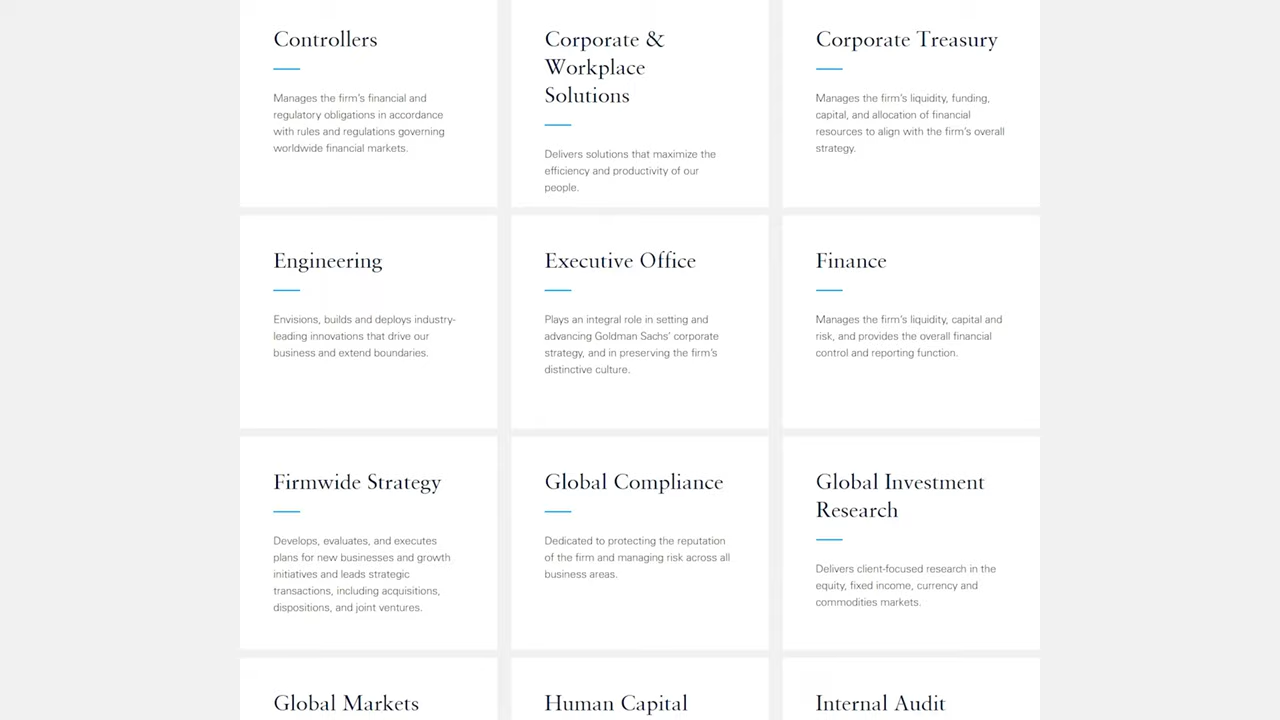 Controllers
Manages the firm's financial and
regulatory obligations in accordance
with rules and regulations governing
worldwide financial markets.
Corporate &
Workplace
Solutions
Delivers solutions that maximize the
efficiency and productivity of our
people.
Corporate Treasury
Manages the firm's liquidity, funding,
capital, and allocation of financial
resources to align with the firm's overall
strategy.
Engineering
Envisions, builds and deploys industry-
leading innovations that drive our
business and extend boundaries.
Executive Office
Plays an integral role in setting and
advancing Goldman Sachs' corporate
strategy, and in preserving the firm's
distinctive culture.
Finance
Manages the firm's liquidity, capital and
risk, and provides the overall financial
control and reporting function.
Firmwide Strategy
Develops, evaluates, and executes
plans for new businesses and growth
initiatives and leads strategic
transactions, including acquisitions,
dispositions, and joint ventures.
Global Compliance
Dedicated to protecting the reputation
of the firm and managing risk across all
business areas.
Global Investment
Research
Delivers client-focused research in the
equity, fixed income, currency and
commodities markets.
Global Markets
Human Capital
Internal Audit